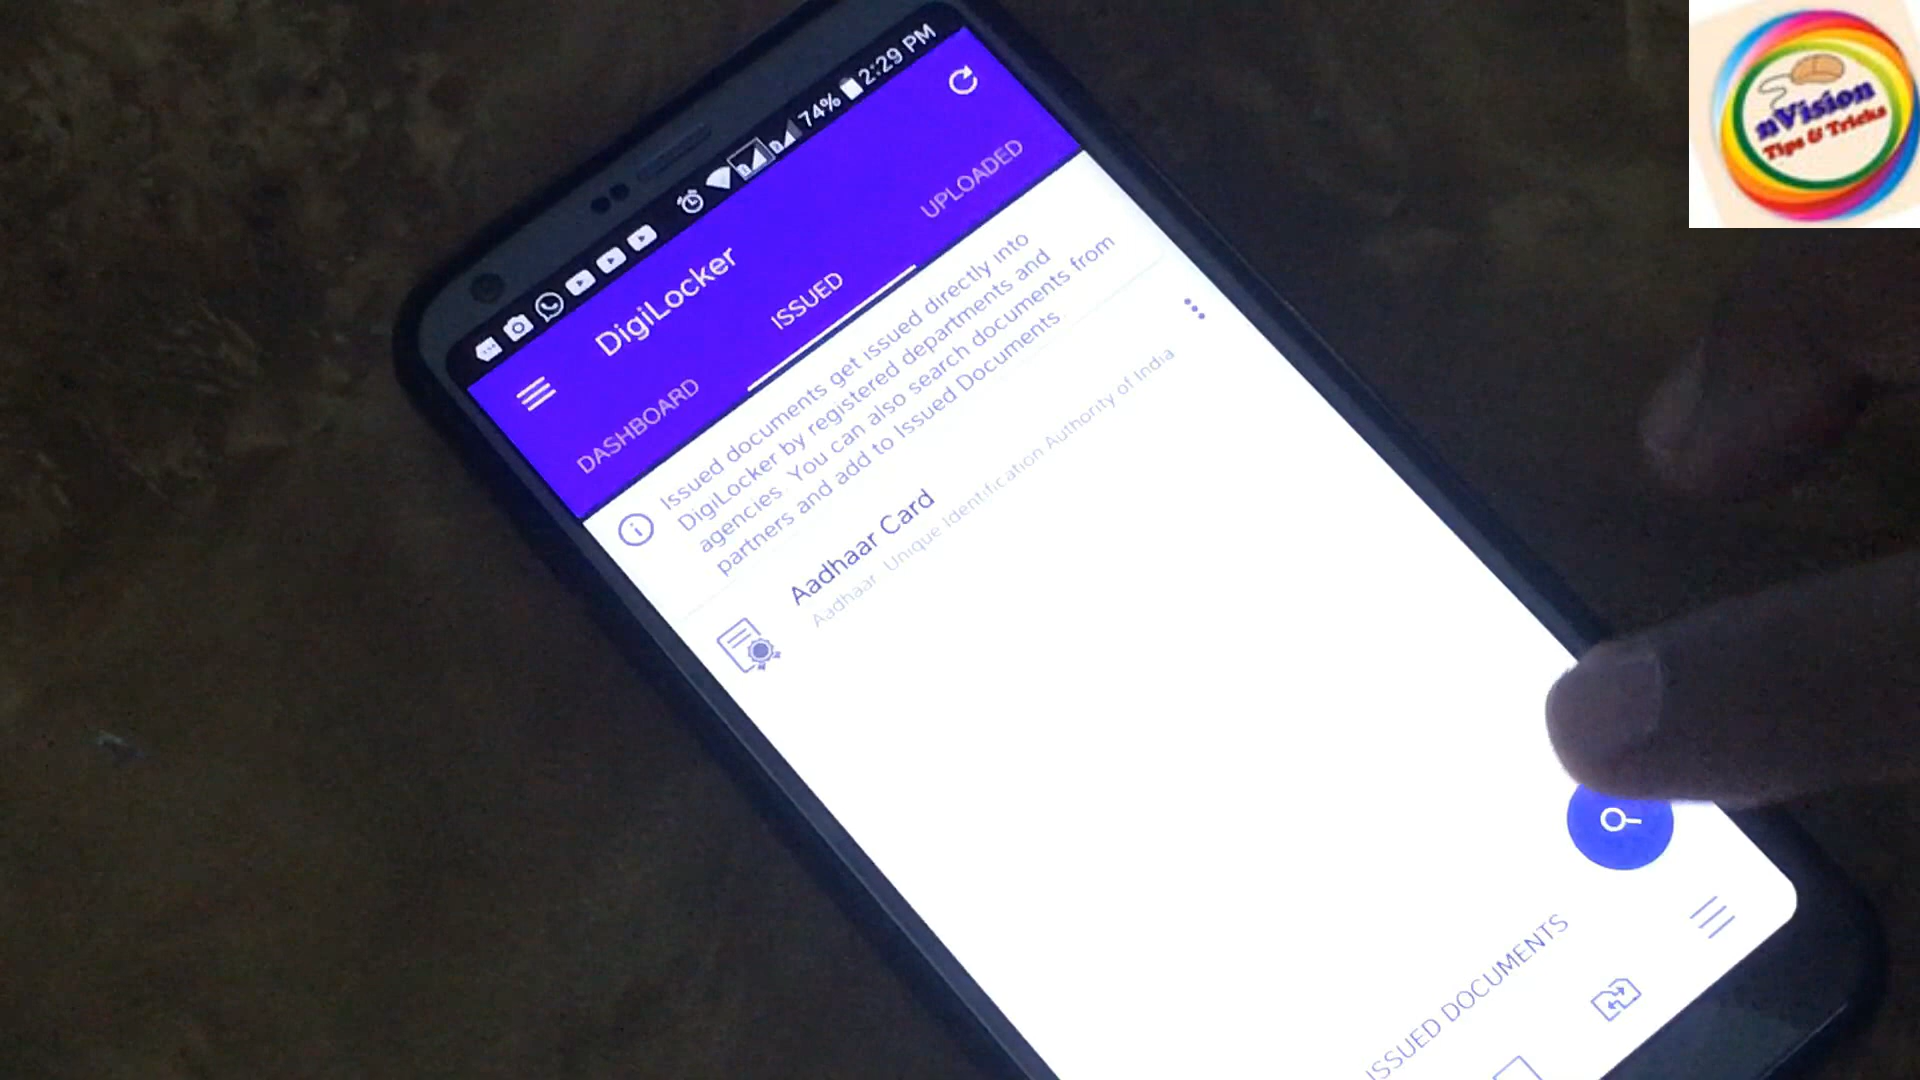 74% 2:29 PM
DigiLocker
DASHBOARD ISSUED UPLOADED
Issued documents get issued directly into
DigiLocker by registered departments and
agencies. You can also search documents from
partners and add to Issued Documents.
Aadhaar Card
Aadhaar, Unique Identification Authority of India
ISSUED DOCUMENTS
nVision
Tips & Tricks